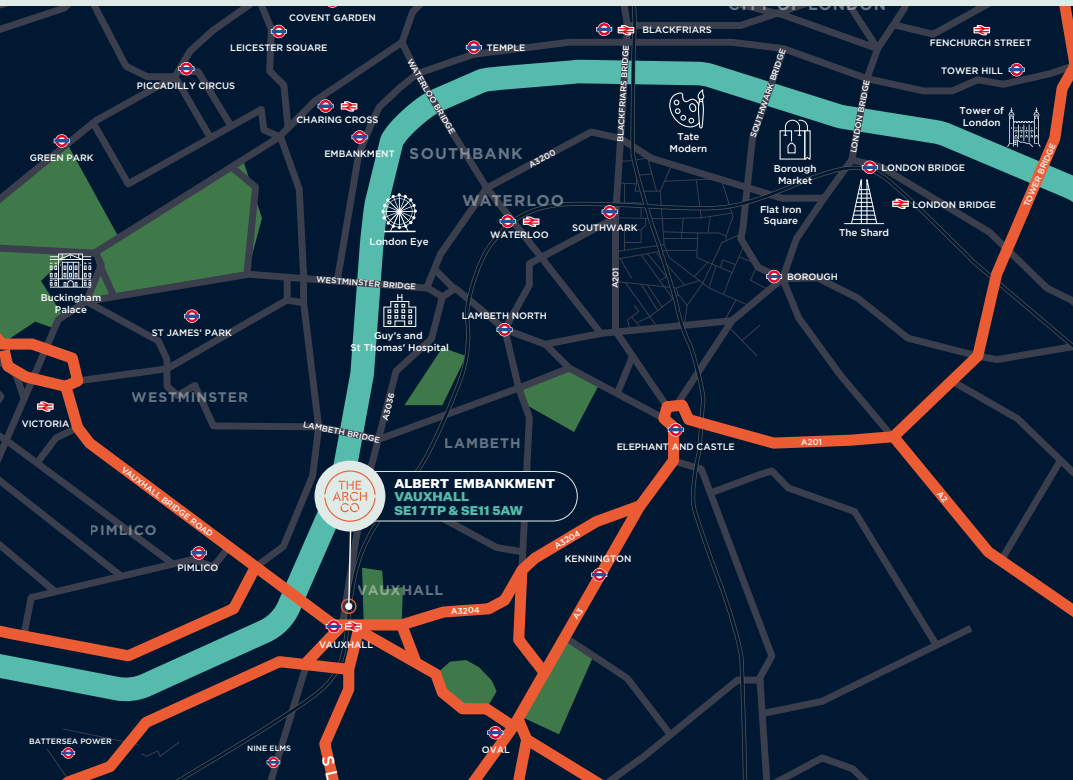 CITY OF LONDON
COVENT GARDEN
LEICESTER SQUARE
TEMPLE
BLACKFRIARS
FENCHURCH STREET
TOWER HILL
PICCADILLY CIRCUS
WATERLOO BRIDGE
BLACKFRIARS BRIDGE
SOUTHWARK BRIDGE
LONDON BRIDGE
Tower of
London
CHARING CROSS
EMBANKMENT
SOUTHBANK
A3200
Tate
Modern
Borough
Market
GREEN PARK
LONDON BRIDGE
TOWER BRIDGE
WATERLOO
LONDON BRIDGE
Flat Iron
Square
The Shard
WATERLOO
SOUTHWARK
London Eye
A201
BOROUGH
WESTMINSTER BRIDGE
Buckingham
Palace
ST JAMES' PARK
LAMBETH NORTH
Guy's and
St Thomas' Hospital
WESTMINSTER
A3036
VICTORIA
LAMBETH BRIDGE
LAMBETH
ELEPHANT AND CASTLE
A201
A2
VAUXHALL BRIDGE ROAD
THE
ARCH
CO
ALBERT EMBANKMENT
VAUXHALL
SE1 7TP & SE11 5AW
PIMLICO
PIMLICO
A3204
KENNINGTON
VAUXHALL
A3204
A3
VAUXHALL
BATTERSEA POWER
NINE ELMS
OVAL
S L